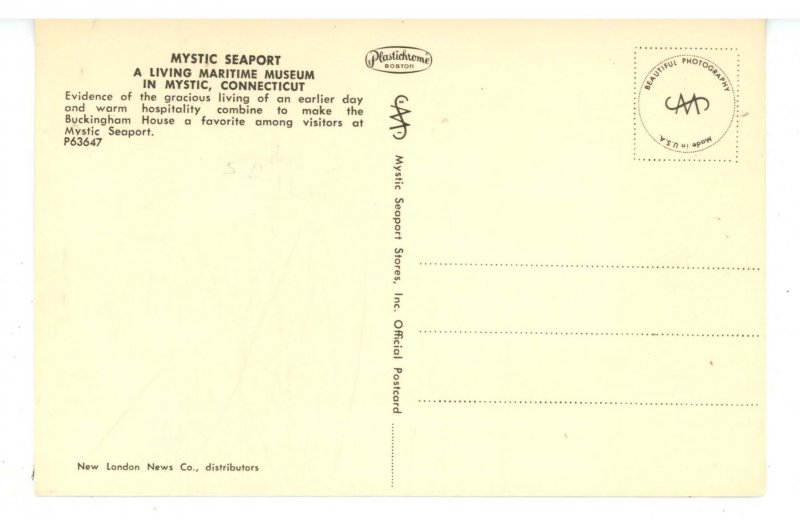 MYSTIC SEAPORT
A LIVING MARITIME MUSEUM
IN MYSTIC, CONNECTICUT
Evidence of the gracious living of an earlier day
and warm hospitality combine to make the
Buckingham House a favorite among visitors at
Mystic Seaport.
P63647
New London News Co., distributors
Plastichrome
BOSTON
Mystic Seaport Stores, Inc. Official Postcard
BEAUTIFUL PHOTOGRAPHY
Made in U.S.A.